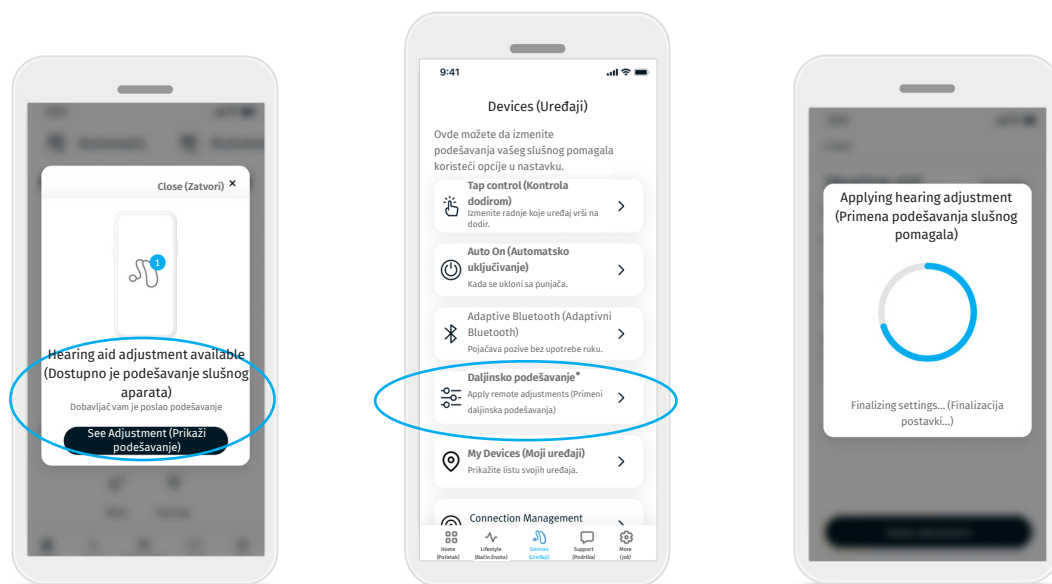 Close (Zatvori) ×
1
Hearing aid adjustment available
(Dostupno je podešavanje slušnog
aparata)
Dobavljač vam je poslao podešavanje
See Adjustment (Prikaži
podešavanje)
9:41
Devices (Uređaji)
Ovde možete da izmenite
podešavanja vašeg slušnog pomagala
koristeći opcije u nastavku.
Tap control (Kontrola
dodirom)
Izmenite radnje koje uređaj vrši na
dodir.
Auto On (Automatsko
uključivanje)
Kada se ukloni sa punjača.
Adaptive Bluetooth (Adaptivni
Bluetooth)
Pojačava pozive bez upotrebe ruku.
Daljinsko podešavanje*
Apply remote adjustments (Primeni
daljinska podešavanja)
My Devices (Moji uređaji)
Prikažite listu svojih uređaja.
Connection Management
Home
(Početak)
Lifestyle
(Način života)
Devices
(Uređaji)
Support
(Podrška)
More
(Još)
Applying hearing adjustment
(Primena podešavanja slušnog
pomagala)
Finalizing settings... (Finalizacija
postavki...)